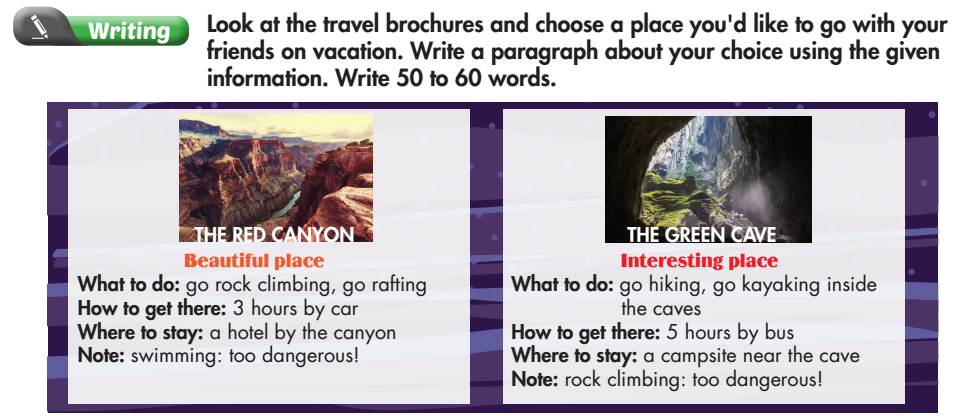 Writing
Look at the travel brochures and choose a place you'd like to go with your
friends on vacation. Write a paragraph about your choice using the given
information. Write 50 to 60 words.
THE RED CANYON
Beautiful place
What to do: go rock climbing, go rafting
How to get there: 3 hours by car
Where to stay: a hotel by the canyon
Note: swimming: too dangerous!
THE GREEN CAVE
Interesting place
What to do: go hiking, go kayaking inside
the caves
How to get there: 5 hours by bus
Where to stay: a campsite near the cave
Note: rock climbing: too dangerous!